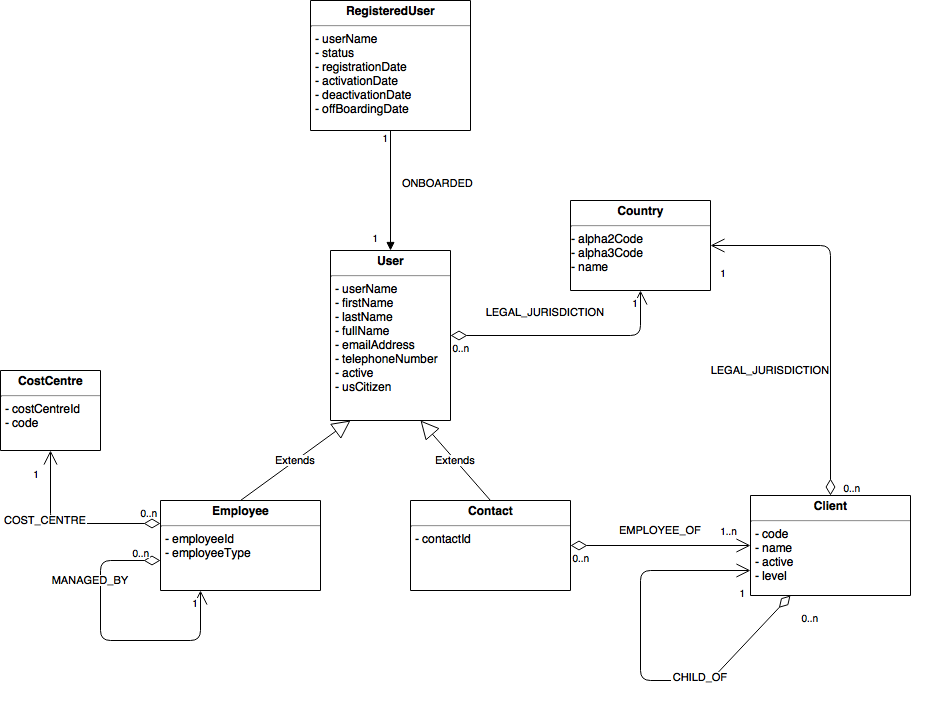 RegisteredUser
- userName
- status
- registrationDate
- activationDate
- deactivationDate
- offBoardingDate
1
ONBOARDED
1
User
- userName
- firstName
- lastName
- fullName
- emailAddress
- telephoneNumber
- active
- usCitizen
Country
- alpha2Code
- alpha3Code
- name
1
1
LEGAL_JURISDICTION
0..n
LEGAL_JURISDICTION
0..n
CostCentre
- costCentreId
- code
1
Extends
Extends
COST_CENTRE
0..n
Employee
- employeeId
- employeeType
0..n
MANAGED_BY
1
Contact
- contactId
EMPLOYEE_OF
1..n
0..n
Client
- code
- name
- active
- level
1
0..n
CHILD_OF